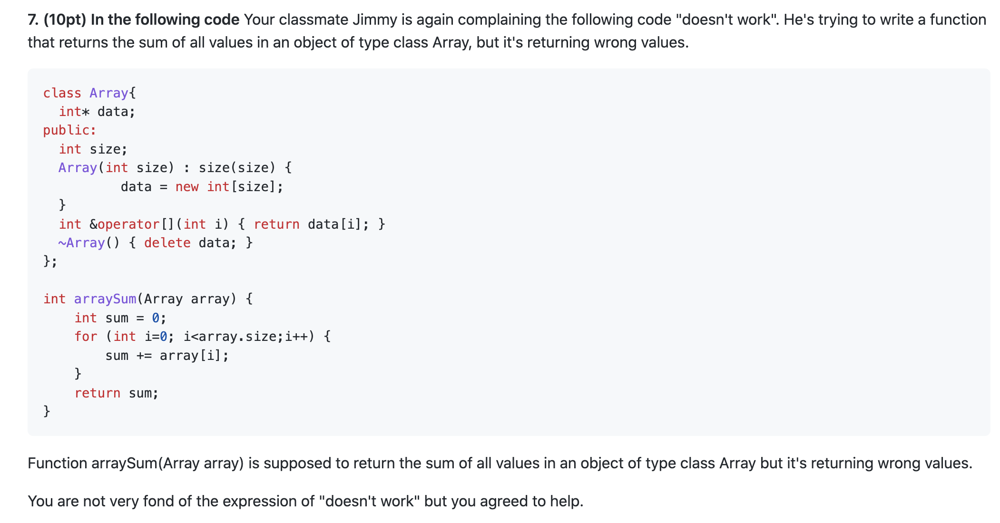 7. (10pt) In the following code Your classmate Jimmy is again complaining the following code "doesn't work". He's trying to write a function
that returns the sum of all values in an object of type class Array, but it's returning wrong values.
class Array{
  int* data;
public:
  int size;
  Array(int size) : size(size) {
          data = new int[size];
  }
  int &operator[](int i) { return data[i]; }
  ~Array() { delete data; }
};
int arraySum(Array array) {
    int sum = 0;
    for (int i=0; i<array.size;i++) {
        sum += array[i];
    }
    return sum;
}
Function arraySum(Array array) is supposed to return the sum of all values in an object of type class Array but it's returning wrong values.
You are not very fond of the expression of "doesn't work" but you agreed to help.